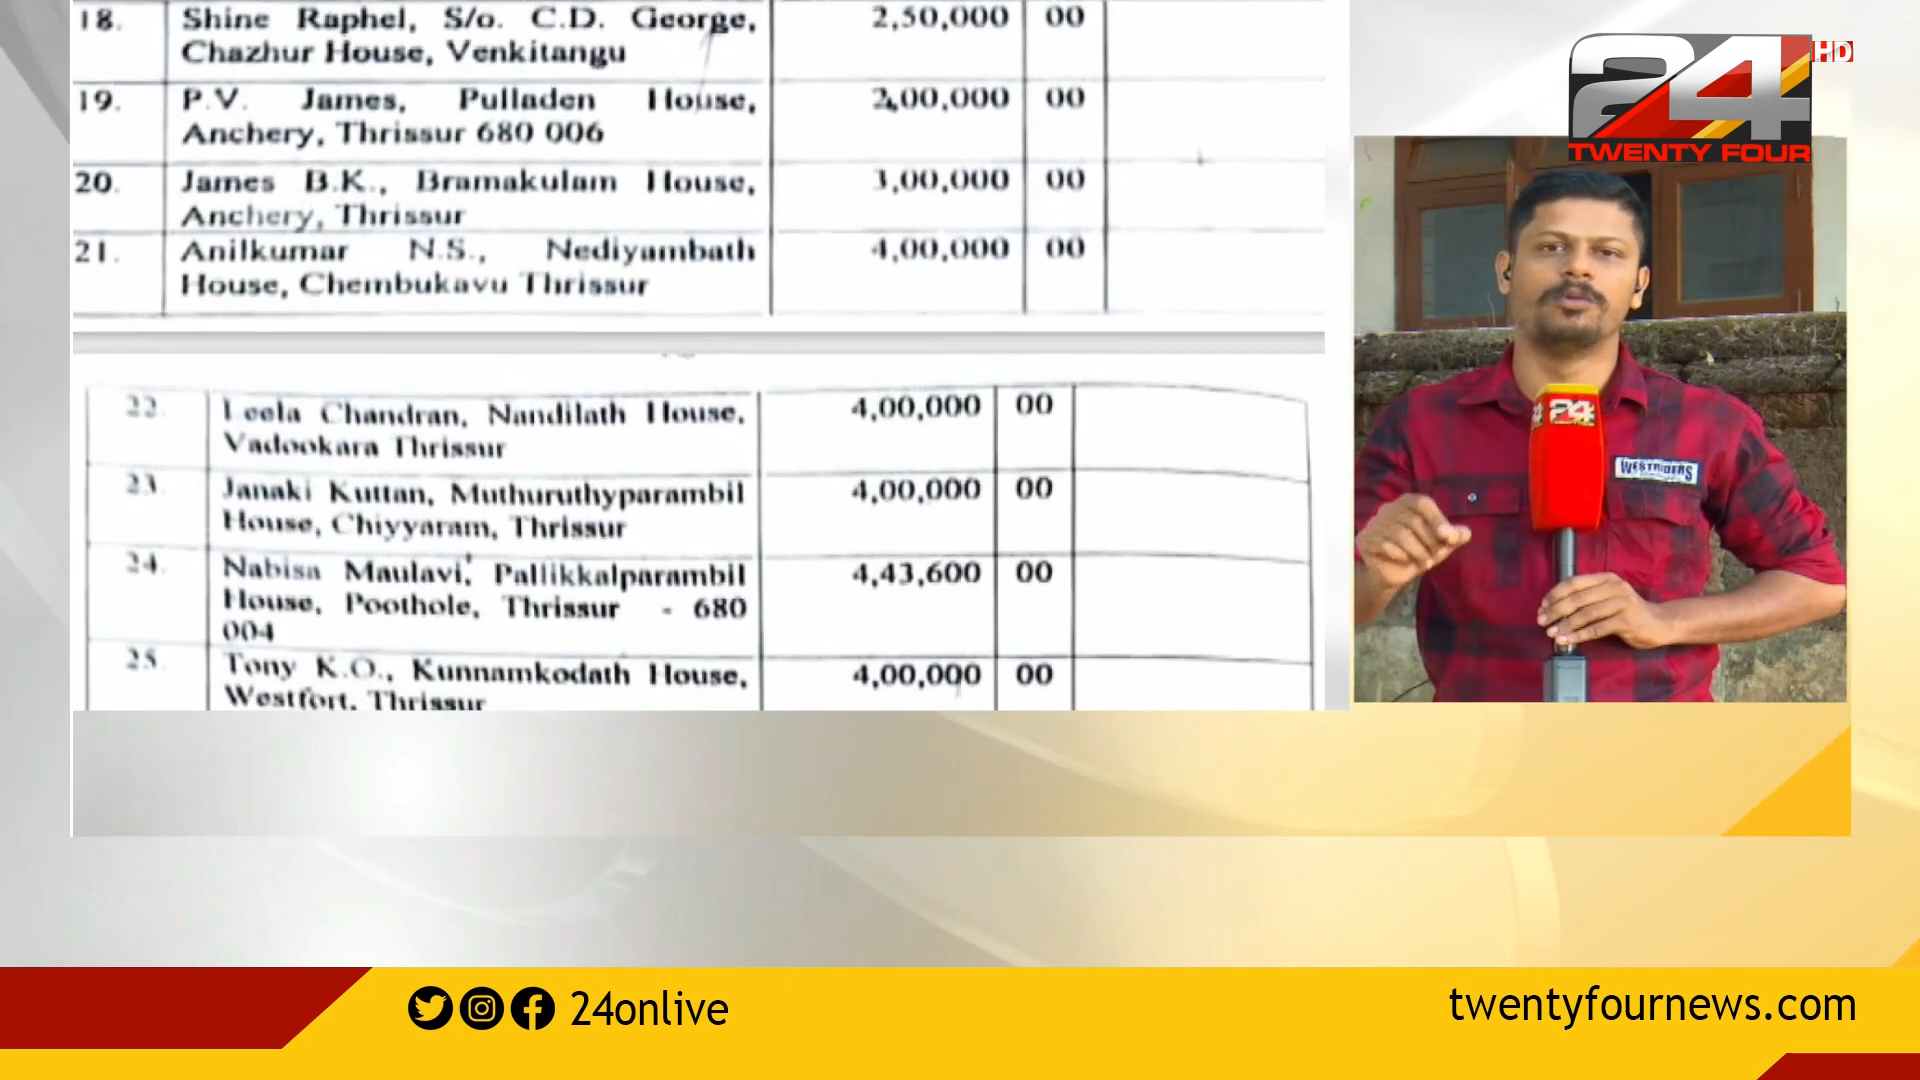 18. Shine Raphel, S/o. C.D. George, 2,50,000 00
Chazhur House, Venkitangu
19. P.V. James, Pulladen House, 2,00,000 00
Anchery, Thrissur 680 006
20. James B.K., Bramakulam House, 3,00,000 00
Anchery, Thrissur
21. Anilkumar N.S., Nediyambath 4,00,000 00
House, Chembukavu Thrissur
22. Leela Chandran, Nandilath House, 4,00,000 00
Vadookara Thrissur
23. Janaki Kuttan, Muthuruthyparambil 4,00,000 00
House, Chiyyaram, Thrissur
24. Nabisa Maulavi, Pallikkalparambil 4,43,600 00
House, Poothole, Thrissur - 680
004
25. Tony K.O., Kunnamkodath House, 4,00,000 00
Westfort, Thrissur
24 HD
TWENTY FOUR
24
WESTRIDERS
24onlive
twentyfournews.com